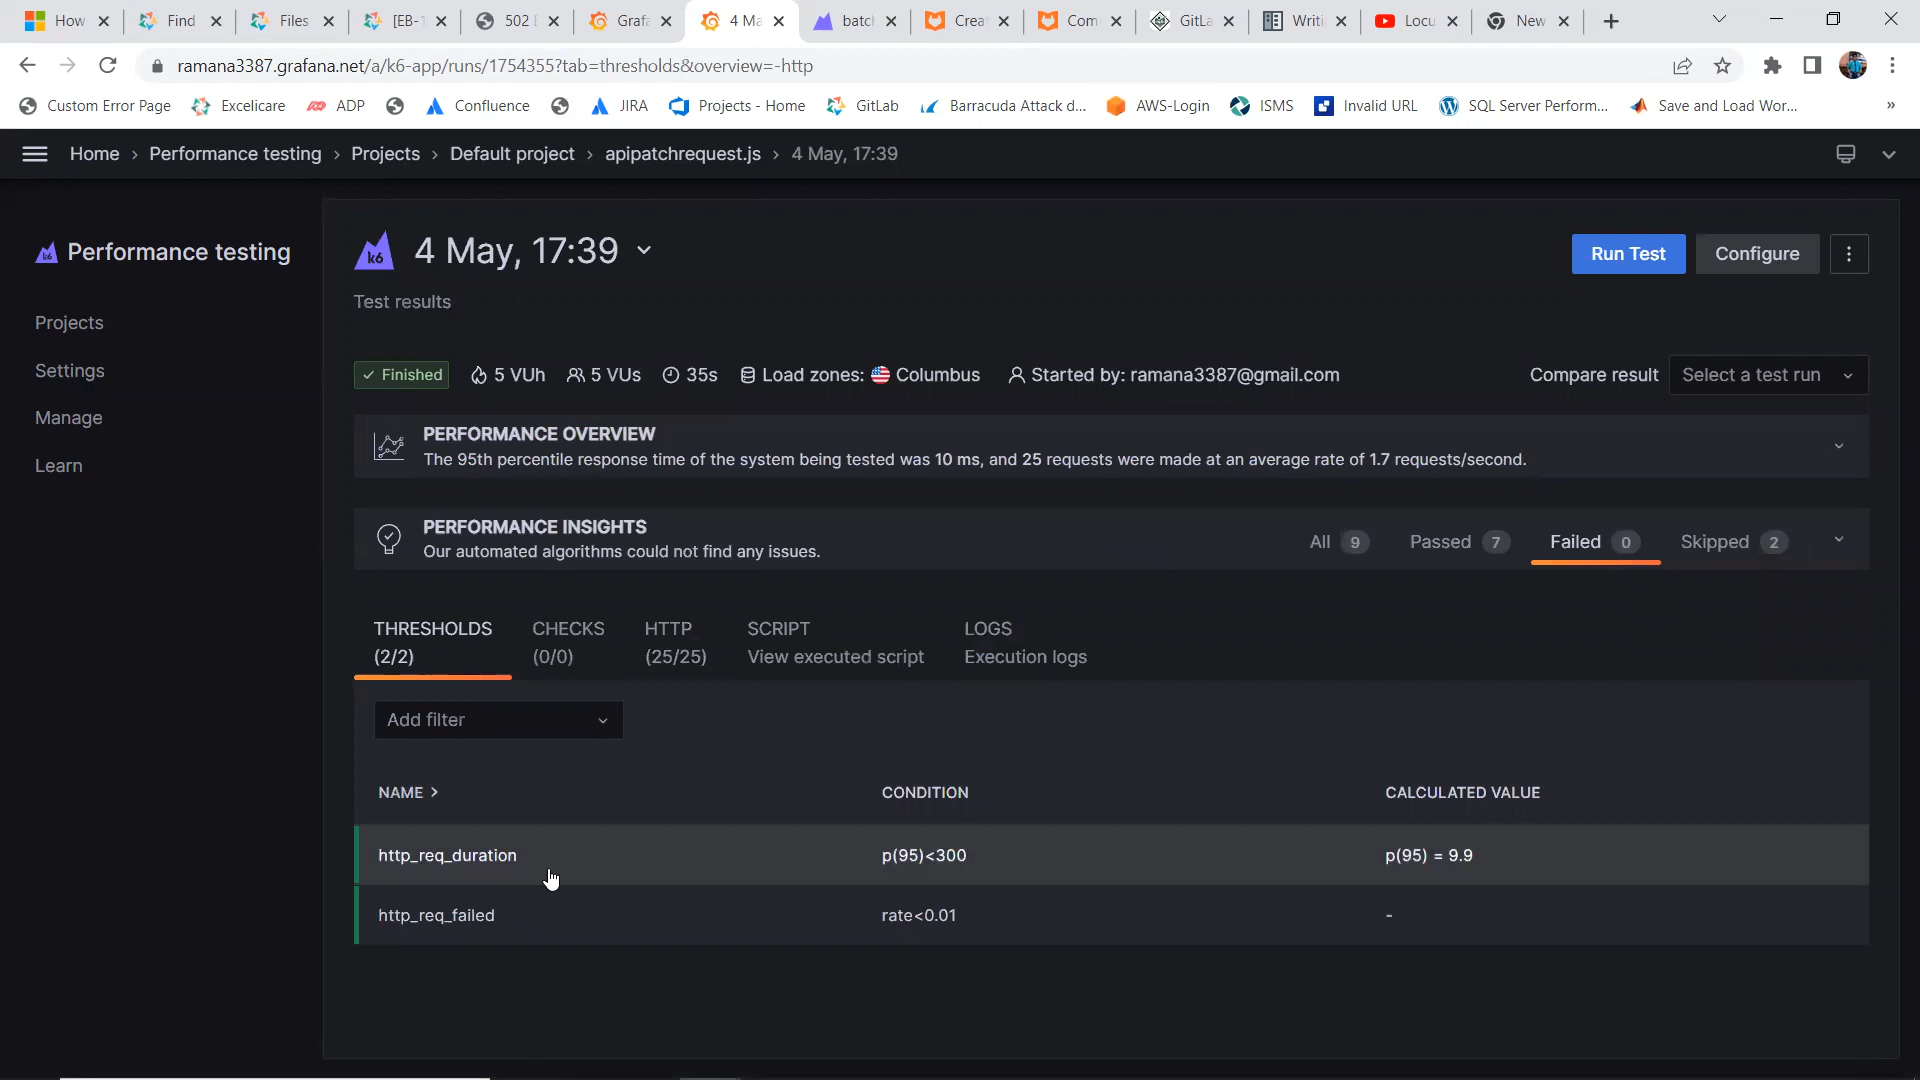 How
Find
Files
[EB-1
502 E
Grafa
4 Ma
batch
Crea
Com
GitLa
Writi
Locu
New
ramana3387.grafana.net/a/k6-app/runs/1754355?tab=thresholds&overview=-http
Custom Error Page
Excelicare
ADP
Confluence
JIRA
Projects - Home
GitLab
Barracuda Attack d...
AWS-Login
ISMS
Invalid URL
SQL Server Perform...
Save and Load Wor...
»
Home › Performance testing › Projects › Default project › apipatchrequest.js › 4 May, 17:39
Performance testing
Projects
Settings
Manage
Learn
k6
4 May, 17:39
Run Test
Configure
Test results
Finished
5 VUh
5 VUs
35s
Load zones: Columbus
Started by: ramana3387@gmail.com
Compare result
Select a test run
PERFORMANCE OVERVIEW
The 95th percentile response time of the system being tested was 10 ms, and 25 requests were made at an average rate of 1.7 requests/second.
PERFORMANCE INSIGHTS
Our automated algorithms could not find any issues.
All 9
Passed 7
Failed 0
Skipped 2
THRESHOLDS
(2/2)
CHECKS
(0/0)
HTTP
(25/25)
SCRIPT
View executed script
LOGS
Execution logs
Add filter
NAME > CONDITION CALCULATED VALUE
http_req_duration p(95)<300 p(95) = 9.9
http_req_failed rate<0.01 -